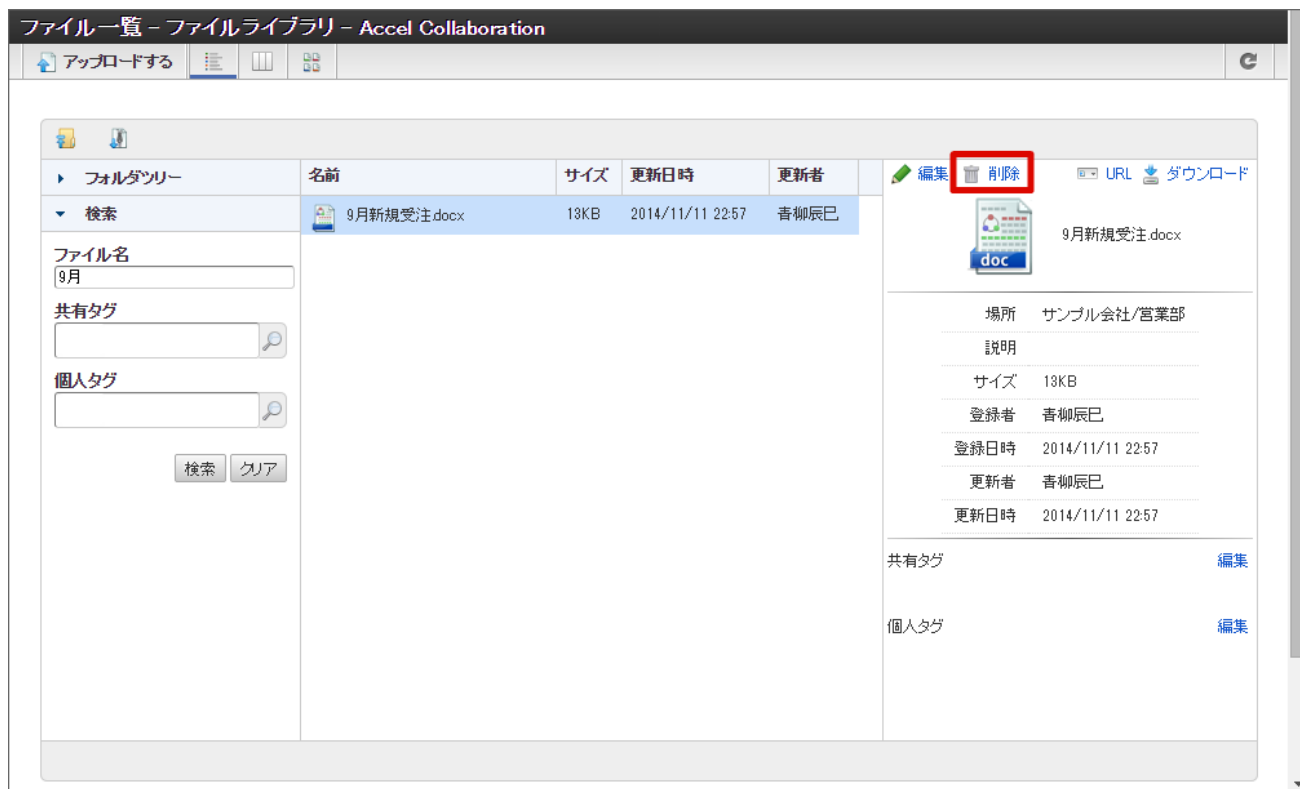 ファイル一覧 - ファイルライブラリ - Accel Collaboration
アップロードする
フォルダツリー
検索
ファイル名
9月
共有タグ
個人タグ
検索 クリア
名前 サイズ 更新日時 更新者
9月新規受注.docx 13KB 2014/11/11 22:57 青柳辰巳
編集 削除 URL ダウンロード
doc
9月新規受注.docx
場所 サンプル会社/営業部
説明
サイズ 13KB
登録者 青柳辰巳
登録日時 2014/11/11 22:57
更新者 青柳辰巳
更新日時 2014/11/11 22:57
共有タグ 編集
個人タグ 編集